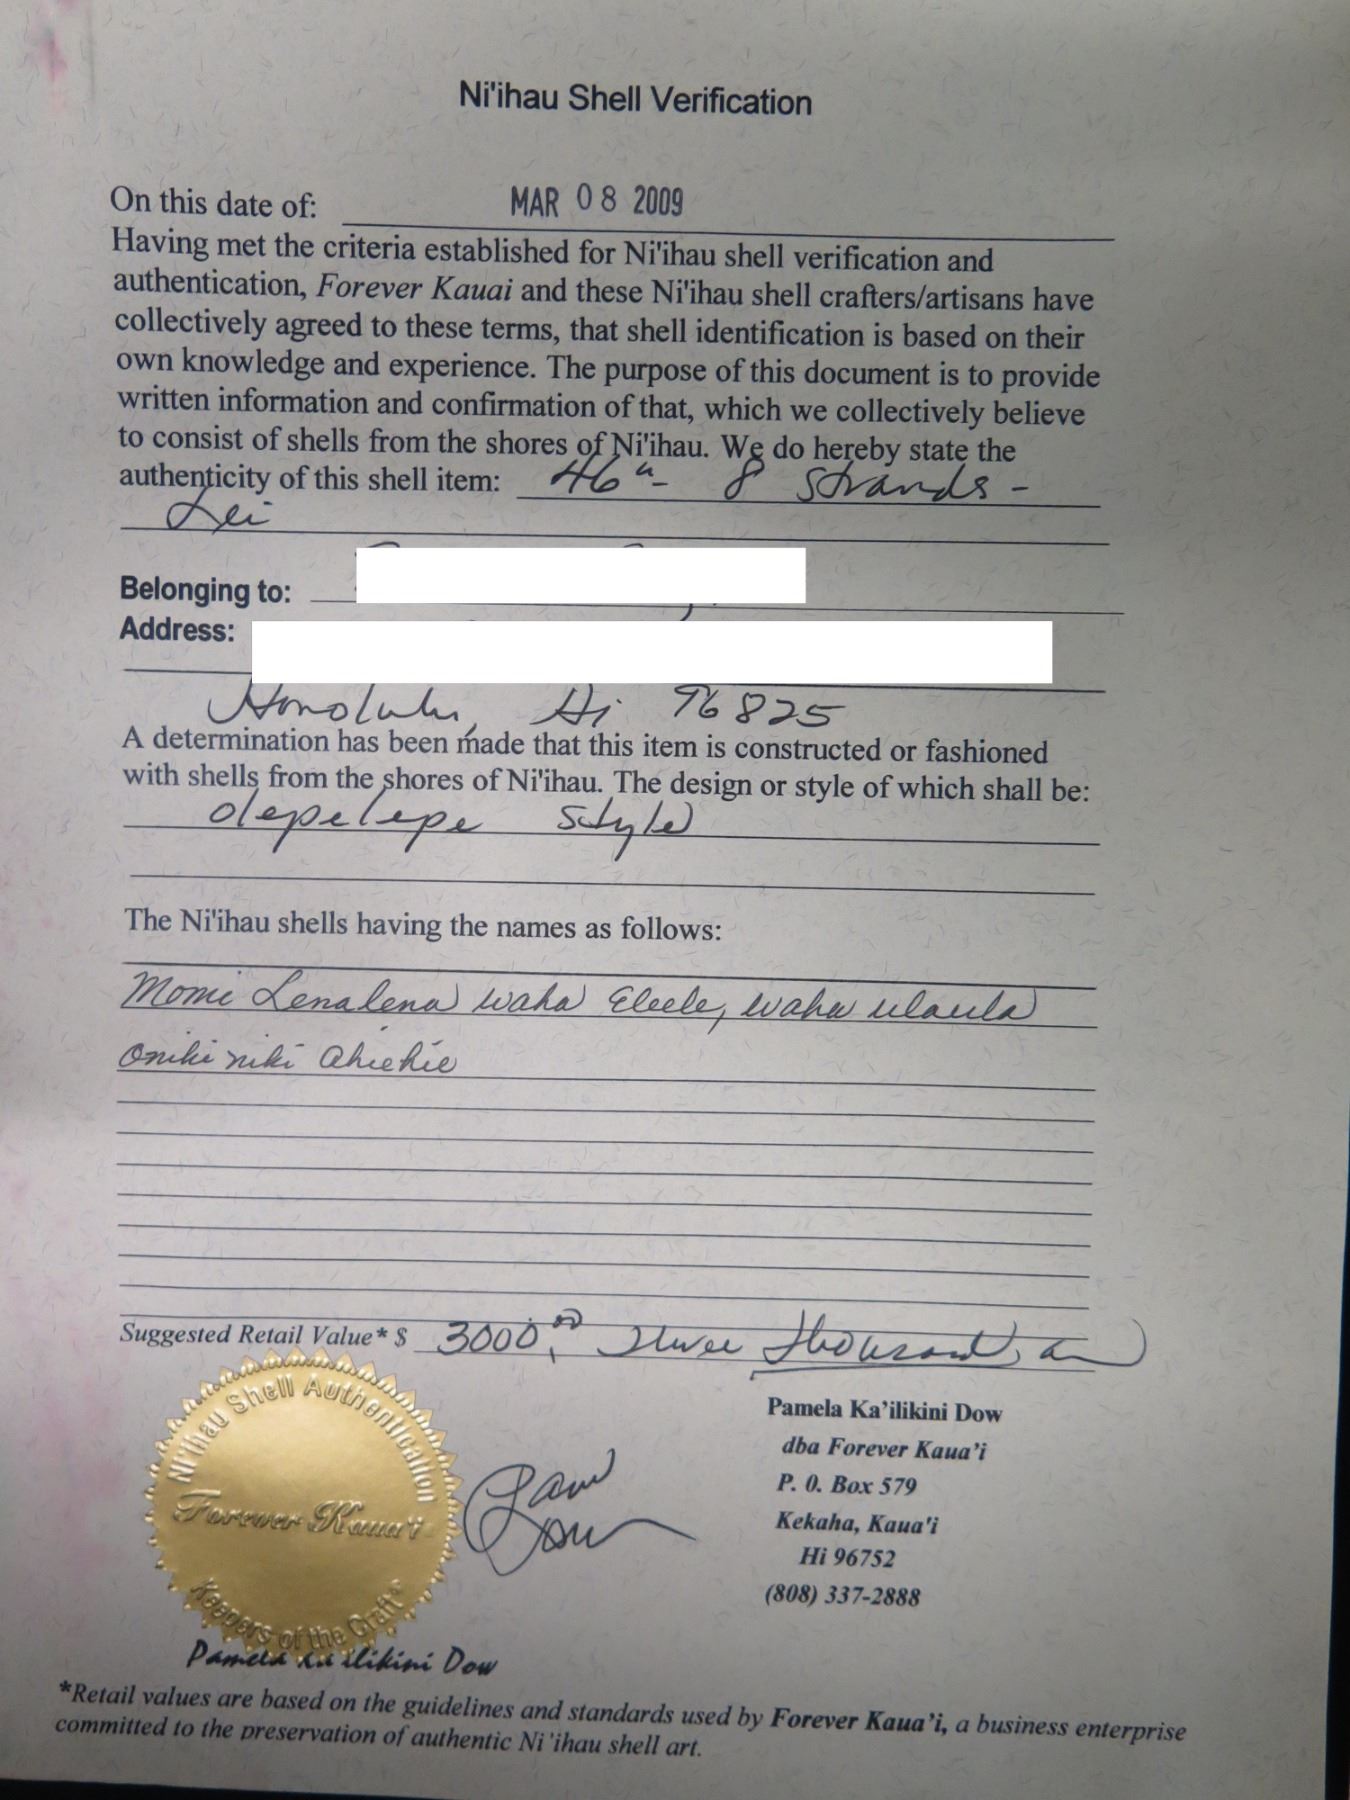 Ni'ihau Shell Verification
On this date of: MAR 08 2009
Having met the criteria established for Ni'ihau shell verification and
authentication, Forever Kauai and these Ni'ihau shell crafters/artisans have
collectively agreed to these terms, that shell identification is based on their
own knowledge and experience. The purpose of this document is to provide
written information and confirmation of that, which we collectively believe
to consist of shells from the shores of Ni'ihau. We do hereby state the
authenticity of this shell item: 46" - 8 strands -
Lei
Belonging to:
Address:
Honolulu, Hi 96825
A determination has been made that this item is constructed or fashioned
with shells from the shores of Ni'ihau. The design or style of which shall be:
olepelepe style
The Ni'ihau shells having the names as follows:
Momi Lenalena waha Eleele, waha ulaula
Onikiniki ahiehie
Suggested Retail Value* $ 3000.00 Three thousand
Ni'ihau Shell Authentication
Forever Kaua'i
Keepers of the Craft
Pam
Dow
Pamela Ka'ilikini Dow
dba Forever Kaua'i
P. O. Box 579
Kekaha, Kaua'i
Hi 96752
(808) 337-2888
Pamela Ka'ilikini Dow
*Retail values are based on the guidelines and standards used by Forever Kaua'i, a business enterprise
committed to the preservation of authentic Ni'ihau shell art.